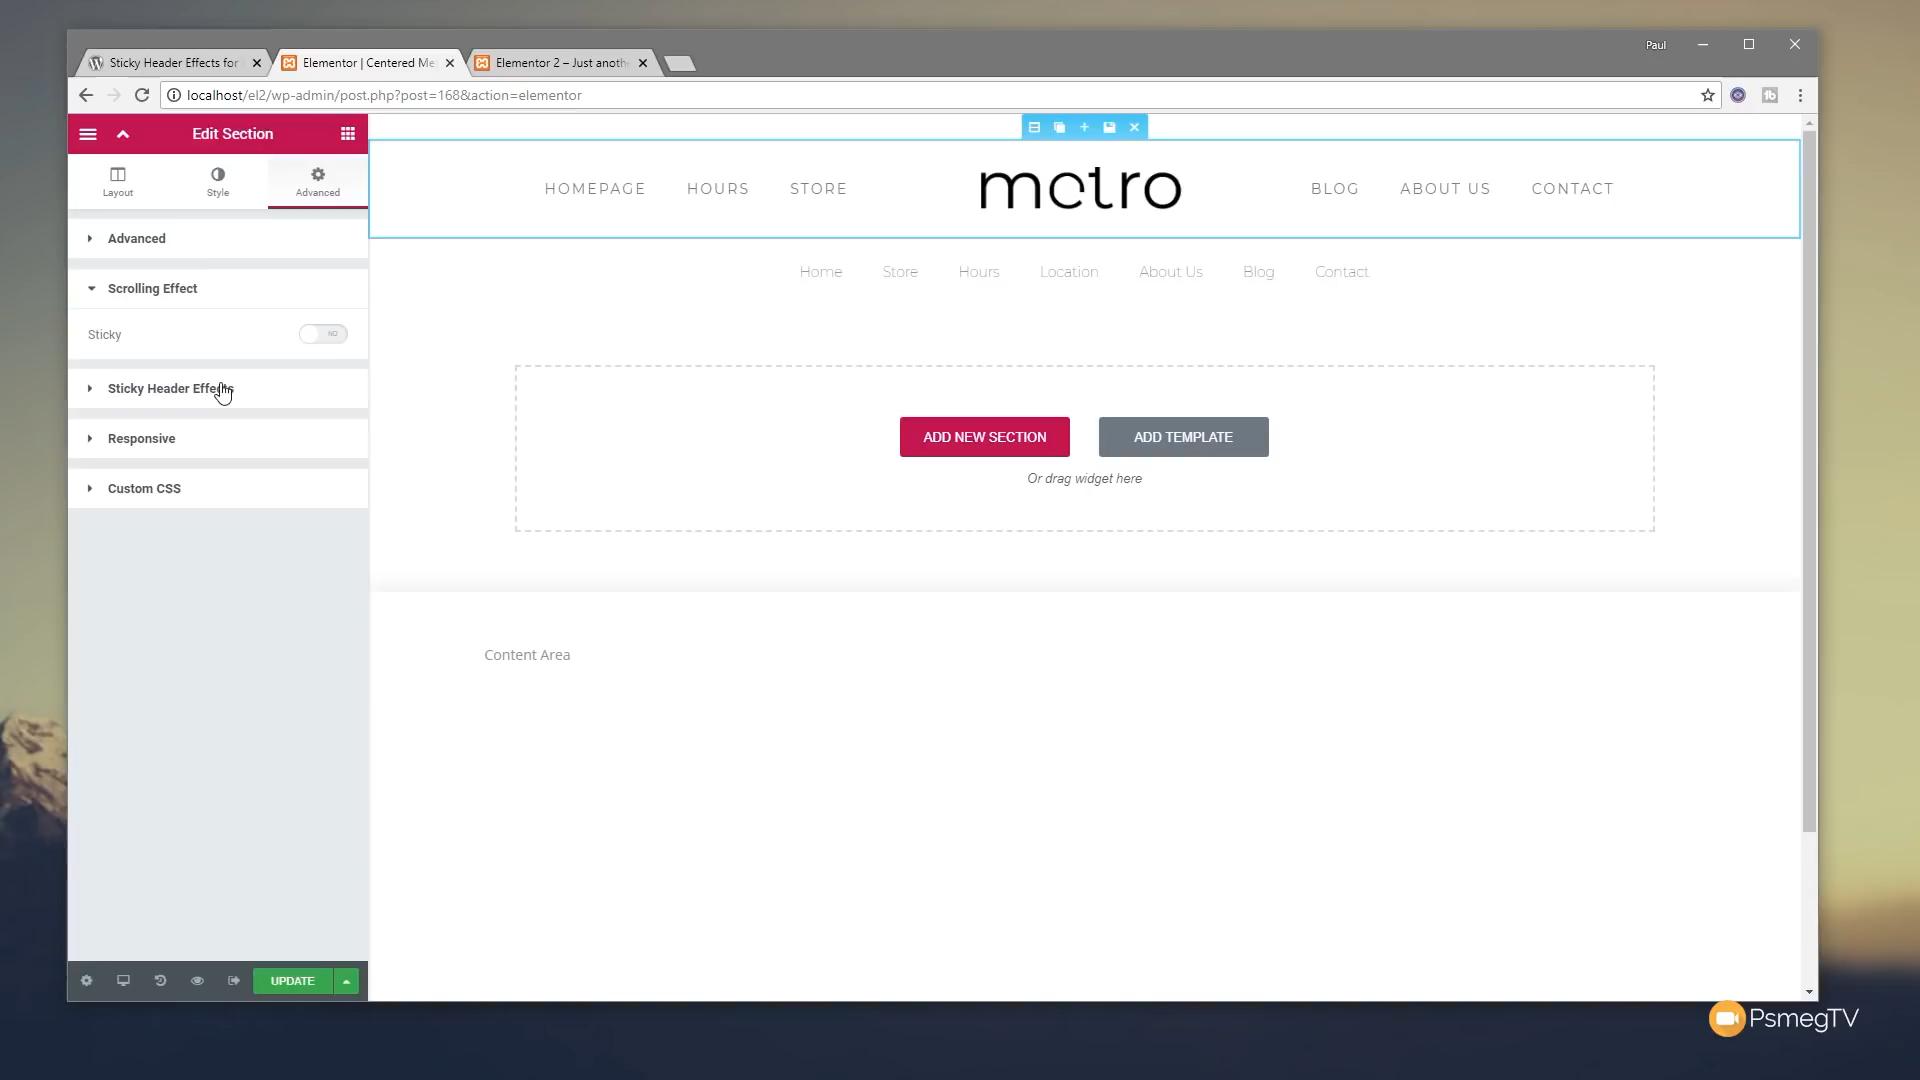 Paul
Sticky Header Effects for
Elementor | Centered Me
Elementor 2 – Just anoth
localhost/el2/wp-admin/post.php?post=168&action=elementor
Edit Section
Layout
Style
Advanced
HOMEPAGE
HOURS
STORE
metro
BLOG
ABOUT US
CONTACT
Advanced
Scrolling Effect
Home
Store
Hours
Location
About Us
Blog
Contact
Sticky
NO
Sticky Header Effects
Responsive
ADD NEW SECTION
ADD TEMPLATE
Or drag widget here
Custom CSS
Content Area
UPDATE
PsmegTV